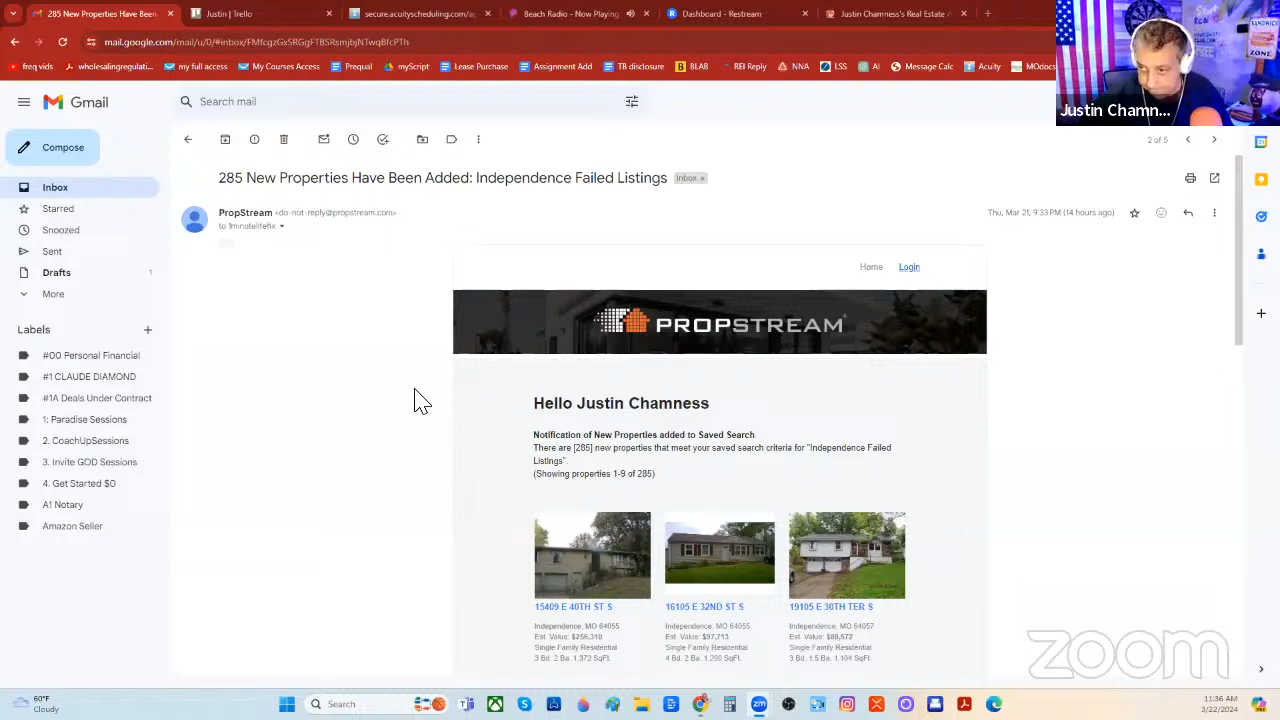 285 New Properties Have Been
Justin | Trello
secure.acuityscheduling.com/ap
Beach Radio - Now Playing
Dashboard - Restream
Justin Chamness's Real Estate A
mail.google.com/mail/u/0/#inbox/
freq vids
wholesalingregulati...
my full access
My Courses Access
Prequal
myScript
Lease Purchase
Assignment Add
TB disclosure
BLAB
REI Reply
NNA
LSS
AI
Message Calc
Acuity
MOdocs
Justin Chamn...
Gmail
Search mail
Compose
2 of 5
Inbox
Starred
Snoozed
Sent
Drafts 1
More
Labels
#00 Personal Financial
#1 CLAUDE DIAMOND
#1A Deals Under Contract
1: Paradise Sessions
2. CoachUpSessions
3. Invite GOD Sessions
4. Get Started $0
A1 Notary
Amazon Seller
285 New Properties Have Been Added: Independence Failed Listings
Inbox x
PropStream <do-not-reply@propstream.com>
Thu, Mar 21, 9:33 PM (14 hours ago)
to 1minutelifefix
Home Login
PROPSTREAM
Hello Justin Chamness
Notification of New Properties added to Saved Search
There are [285] new properties that meet your saved search criteria for "Independence Failed
Listings".
(Showing properties 1-9 of 285)
15409 E 40TH ST S
Independence, MO 64055
Est. Value: $256,310
Single Family Residential
3 Bd. 2 Ba. 1,372 SqFt.
16105 E 32ND ST S
Independence, MO 64055
Est. Value: $97,713
Single Family Residential
4 Bd. 2 Ba. 1,200 SqFt.
19105 E 30TH TER S
Independence, MO 64057
Est. Value: $80,572
Single Family Residential
3 Bd. 1.5 Ba. 1,104 SqFt.
zoom
60°F
Cloudy
Search
11:36 AM
3/22/2024